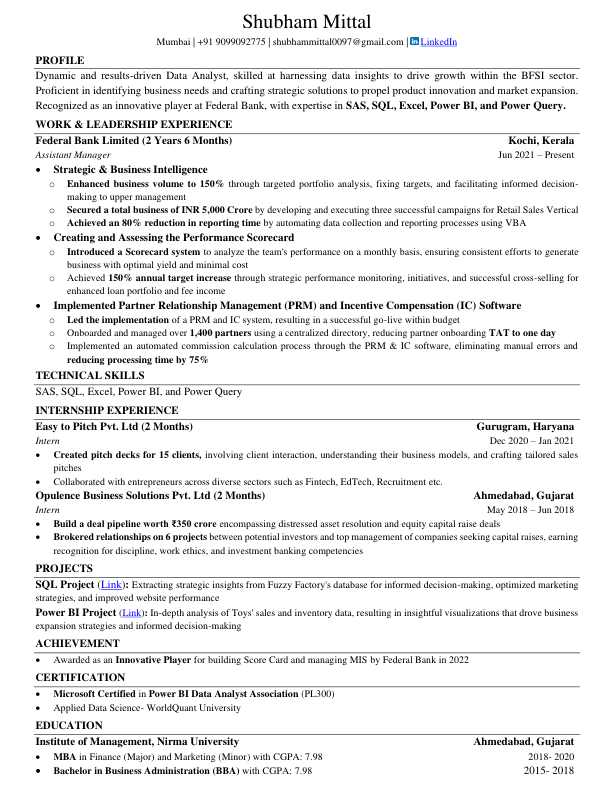 Shubham Mittal
Mumbai | +91 9099092775 | shubhammittal0097@gmail.com | in LinkedIn
PROFILE
Dynamic and results-driven Data Analyst, skilled at harnessing data insights to drive growth within the BFSI sector.
Proficient in identifying business needs and crafting strategic solutions to propel product innovation and market expansion.
Recognized as an innovative player at Federal Bank, with expertise in SAS, SQL, Excel, Power BI, and Power Query.
WORK & LEADERSHIP EXPERIENCE
Federal Bank Limited (2 Years 6 Months) Kochi, Kerala
Assistant Manager Jun 2021 – Present
• Strategic & Business Intelligence
o Enhanced business volume to 150% through targeted portfolio analysis, fixing targets, and facilitating informed decision-
making to upper management
o Secured a total business of INR 5,000 Crore by developing and executing three successful campaigns for Retail Sales Vertical
o Achieved an 80% reduction in reporting time by automating data collection and reporting processes using VBA
• Creating and Assessing the Performance Scorecard
o Introduced a Scorecard system to analyze the team's performance on a monthly basis, ensuring consistent efforts to generate
business with optimal yield and minimal cost
o Achieved 150% annual target increase through strategic performance monitoring, initiatives, and successful cross-selling for
enhanced loan portfolio and fee income
• Implemented Partner Relationship Management (PRM) and Incentive Compensation (IC) Software
o Led the implementation of a PRM and IC system, resulting in a successful go-live within budget
o Onboarded and managed over 1,400 partners using a centralized directory, reducing partner onboarding TAT to one day
o Implemented an automated commission calculation process through the PRM & IC software, eliminating manual errors and
reducing processing time by 75%
TECHNICAL SKILLS
SAS, SQL, Excel, Power BI, and Power Query
INTERNSHIP EXPERIENCE
Easy to Pitch Pvt. Ltd (2 Months) Gurugram, Haryana
Intern Dec 2020 – Jan 2021
• Created pitch decks for 15 clients, involving client interaction, understanding their business models, and crafting tailored sales
pitches
• Collaborated with entrepreneurs across diverse sectors such as Fintech, EdTech, Recruitment etc.
Opulence Business Solutions Pvt. Ltd (2 Months) Ahmedabad, Gujarat
Intern May 2018 – Jun 2018
• Build a deal pipeline worth ₹350 crore encompassing distressed asset resolution and equity capital raise deals
• Brokered relationships on 6 projects between potential investors and top management of companies seeking capital raises, earning
recognition for discipline, work ethics, and investment banking competencies
PROJECTS
SQL Project (Link): Extracting strategic insights from Fuzzy Factory's database for informed decision-making, optimized marketing
strategies, and improved website performance
Power BI Project (Link): In-depth analysis of Toys' sales and inventory data, resulting in insightful visualizations that drove business
expansion strategies and informed decision-making
ACHIEVEMENT
• Awarded as an Innovative Player for building Score Card and managing MIS by Federal Bank in 2022
CERTIFICATION
• Microsoft Certified in Power BI Data Analyst Association (PL300)
• Applied Data Science- WorldQuant University
EDUCATION
Institute of Management, Nirma University Ahmedabad, Gujarat
• MBA in Finance (Major) and Marketing (Minor) with CGPA: 7.98 2018- 2020
• Bachelor in Business Administration (BBA) with CGPA: 7.98 2015- 2018